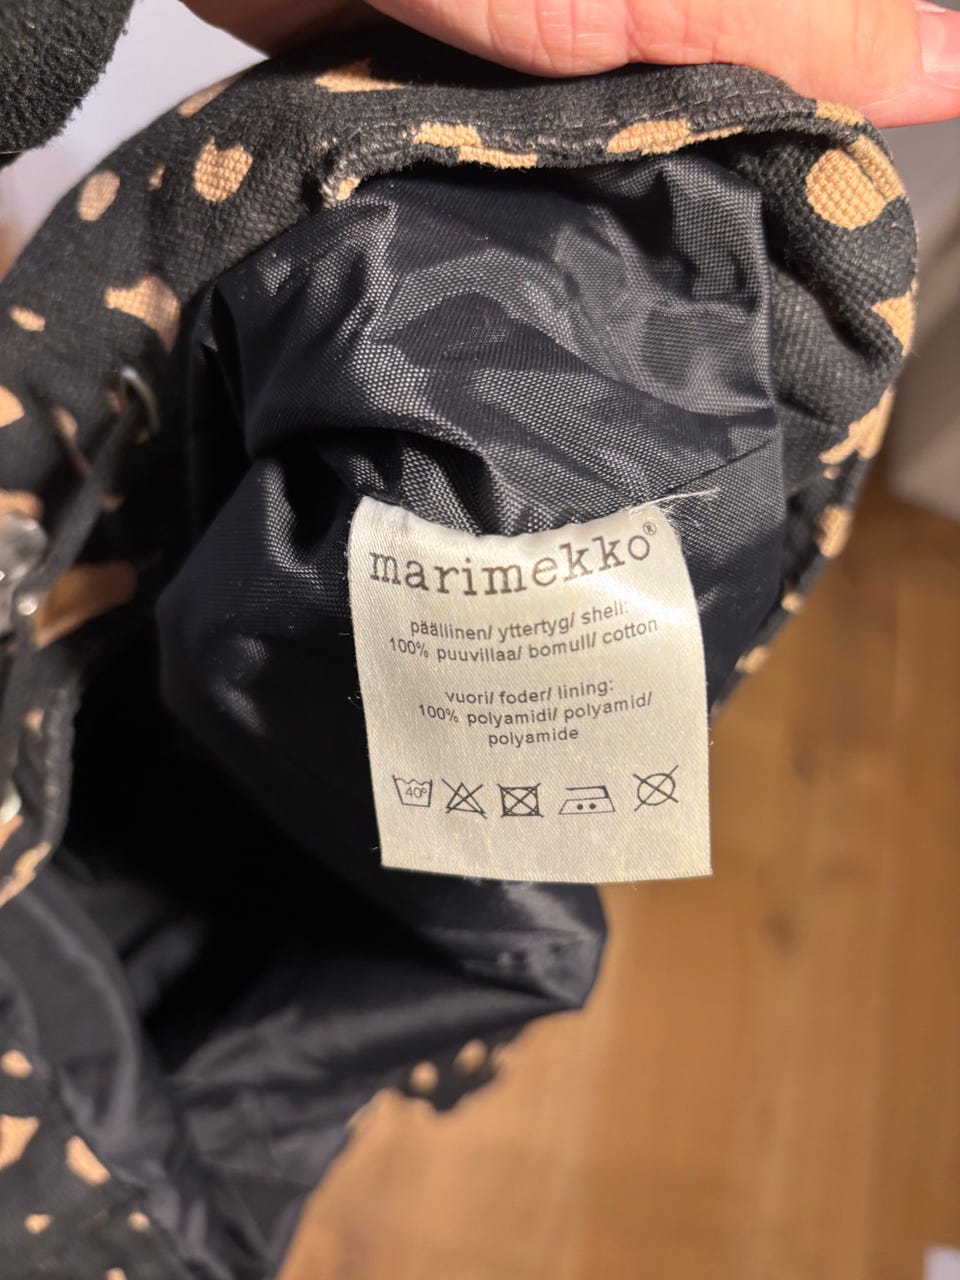 marimekko®
päällinen/ yttertyg/ shell:
100% puuvillaa/ bomull/ cotton
vuori/ foder/ lining:
100% polyamidi/ polyamid/
polyamide
40°